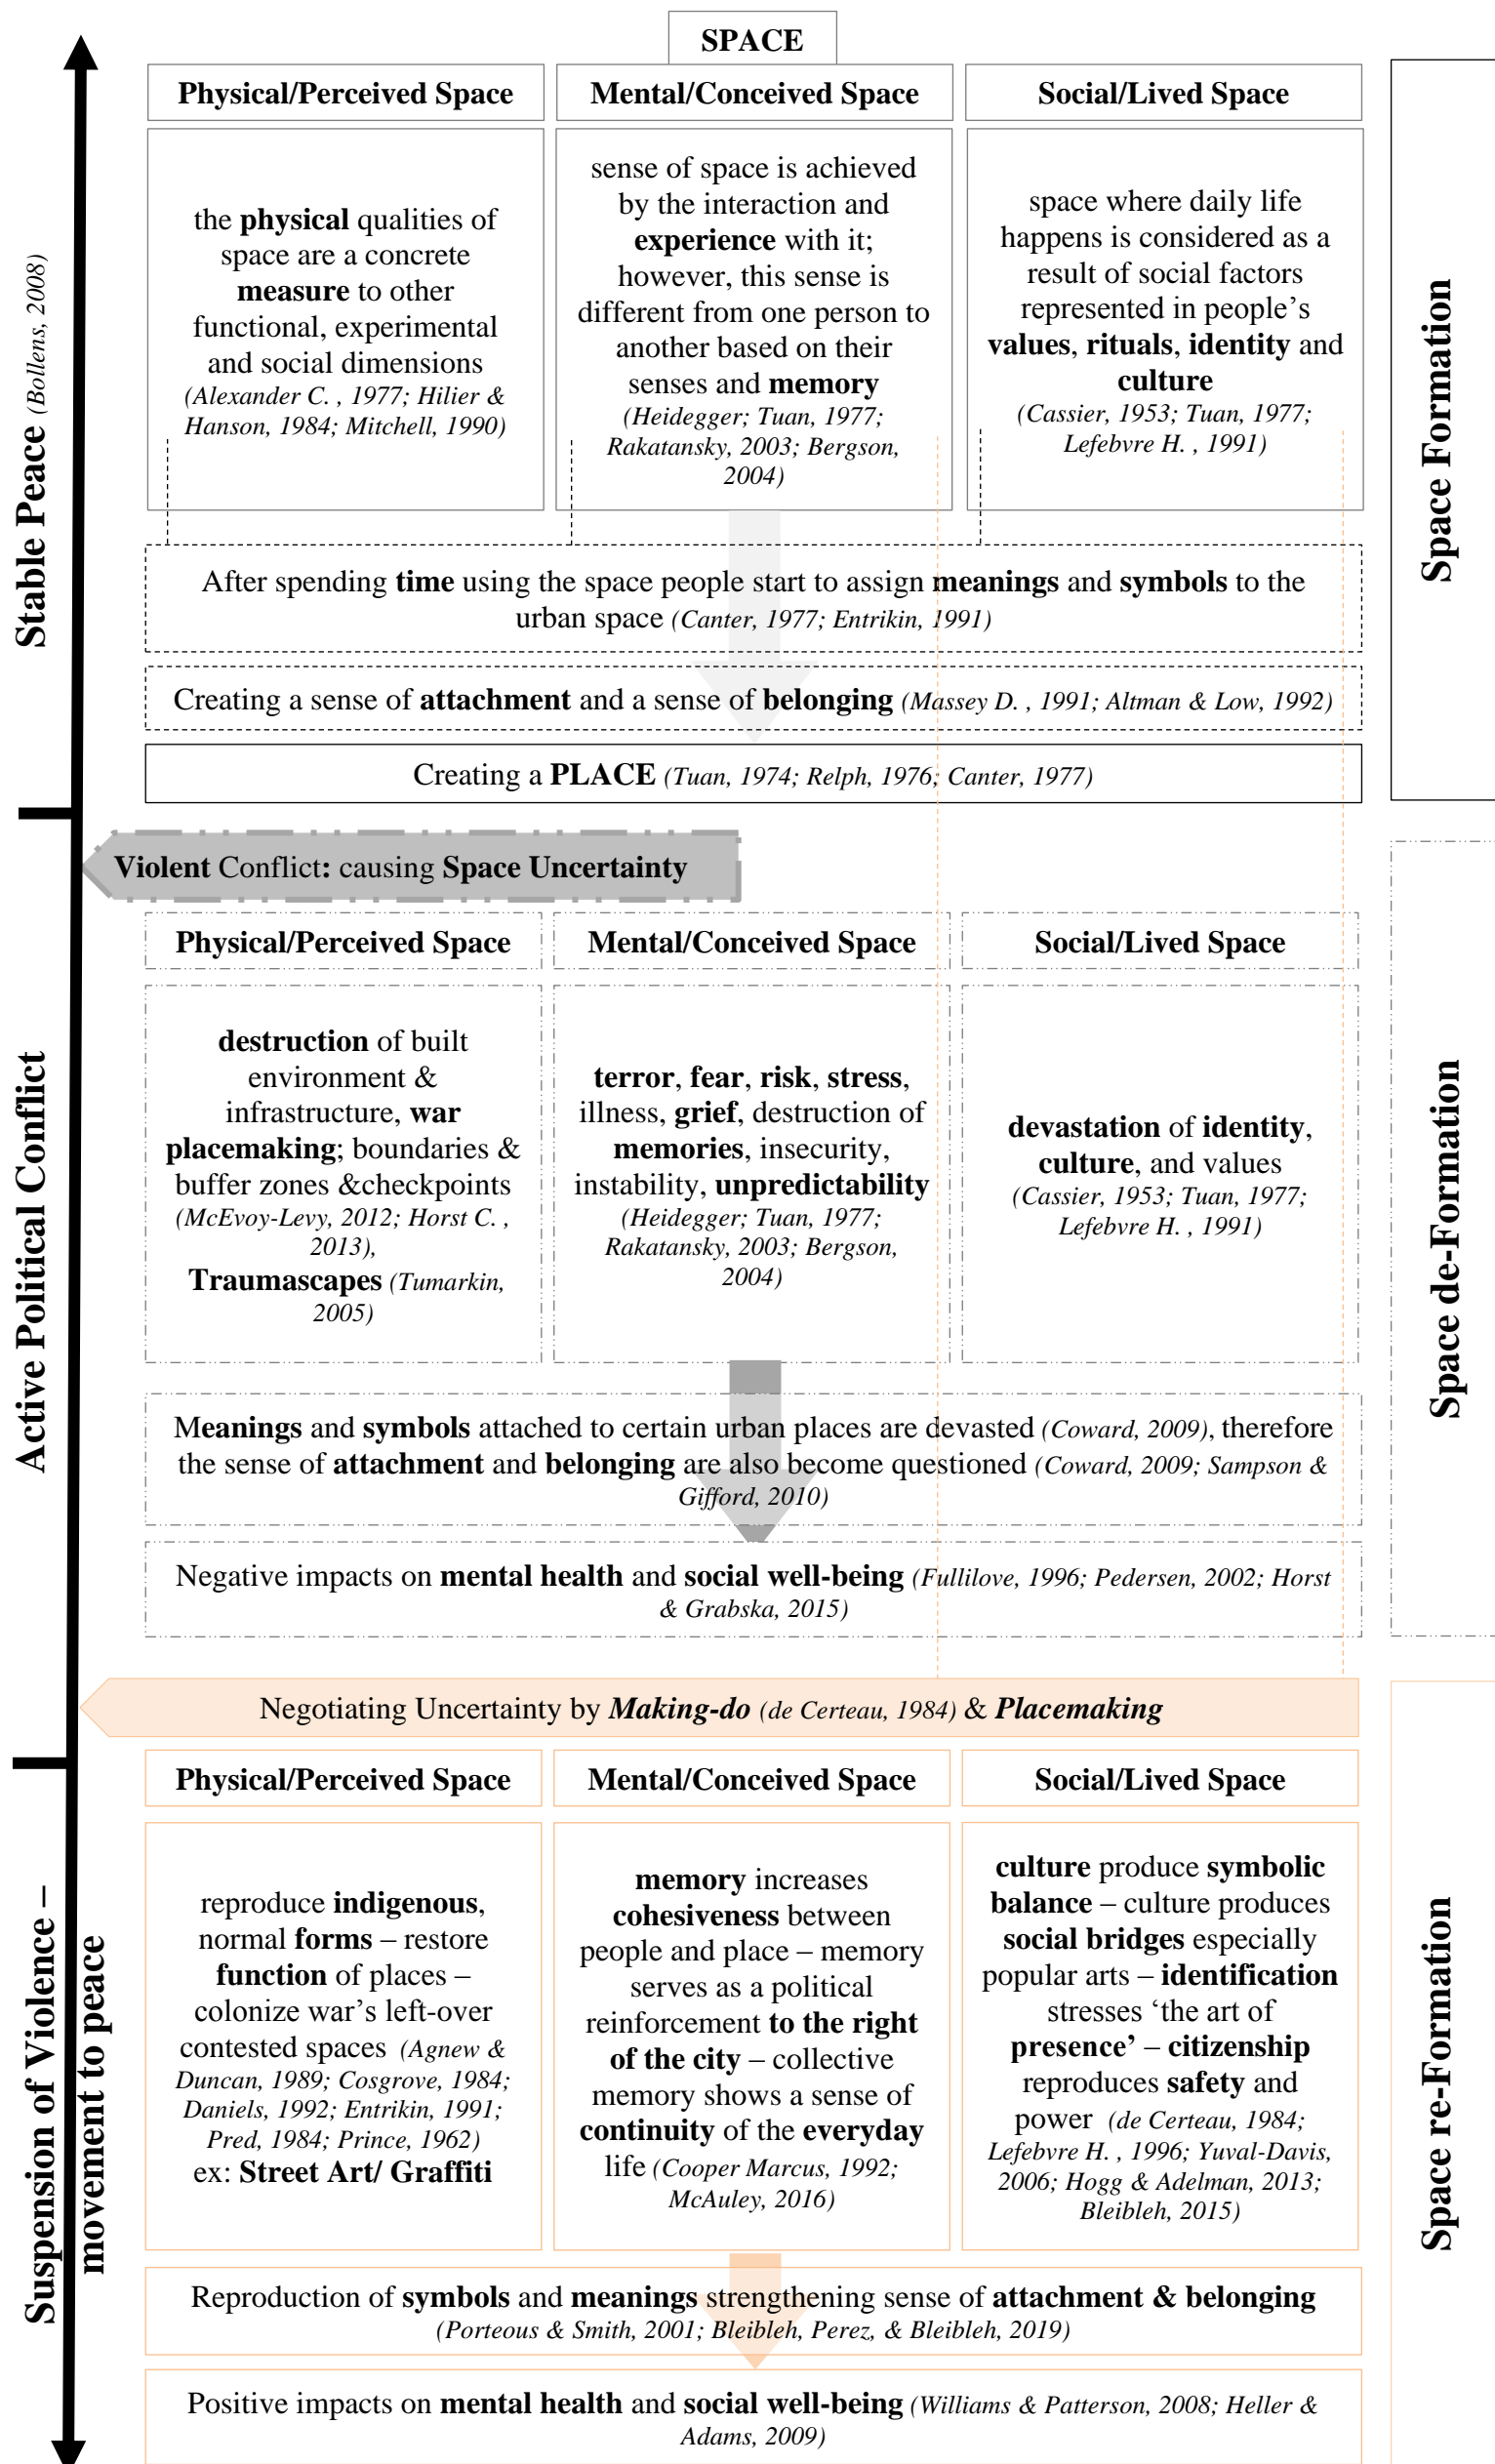 SPACE
Physical/Perceived Space
Mental/Conceived Space
Social/Lived Space
the physical qualities of
space are a concrete
measure to other
functional, experimental
and social dimensions
(Alexander C. , 1977; Hilier &
Hanson, 1984; Mitchell, 1990)
sense of space is achieved
by the interaction and
experience with it;
however, this sense is
different from one person to
another based on their
senses and memory
(Heidegger; Tuan, 1977;
Rakatansky, 2003; Bergson,
2004)
space where daily life
happens is considered as a
result of social factors
represented in people’s
values, rituals, identity and
culture
(Cassier, 1953; Tuan, 1977;
Lefebvre H. , 1991)
After spending time using the space people start to assign meanings and symbols to the
urban space (Canter, 1977; Entrikin, 1991)
Creating a sense of attachment and a sense of belonging (Massey D. , 1991; Altman & Low, 1992)
Creating a PLACE (Tuan, 1974; Relph, 1976; Canter, 1977)
Stable Peace (Bollens, 2008)
Space Formation
Violent Conflict: causing Space Uncertainty
Physical/Perceived Space
Mental/Conceived Space
Social/Lived Space
destruction of built
environment &
infrastructure, war
placemaking; boundaries &
buffer zones &checkpoints
(McEvoy-Levy, 2012; Horst C. ,
2013),
Traumascapes (Tumarkin,
2005)
terror, fear, risk, stress,
illness, grief, destruction of
memories, insecurity,
instability, unpredictability
(Heidegger; Tuan, 1977;
Rakatansky, 2003; Bergson,
2004)
devastation of identity,
culture, and values
(Cassier, 1953; Tuan, 1977;
Lefebvre H. , 1991)
Meanings and symbols attached to certain urban places are devasted (Coward, 2009), therefore
the sense of attachment and belonging are also become questioned (Coward, 2009; Sampson &
Gifford, 2010)
Negative impacts on mental health and social well-being (Fullilove, 1996; Pedersen, 2002; Horst
& Grabska, 2015)
Active Political Conflict
Space de-Formation
Negotiating Uncertainty by Making-do (de Certeau, 1984) & Placemaking
Physical/Perceived Space
Mental/Conceived Space
Social/Lived Space
reproduce indigenous,
normal forms – restore
function of places –
colonize war’s left-over
contested spaces (Agnew &
Duncan, 1989; Cosgrove, 1984;
Daniels, 1992; Entrikin, 1991;
Pred, 1984; Prince, 1962)
ex: Street Art/ Graffiti
memory increases
cohesiveness between
people and place – memory
serves as a political
reinforcement to the right
of the city – collective
memory shows a sense of
continuity of the everyday
life (Cooper Marcus, 1992;
McAuley, 2016)
culture produce symbolic
balance – culture produces
social bridges especially
popular arts – identification
stresses ‘the art of
presence’ – citizenship
reproduces safety and
power (de Certeau, 1984;
Lefebvre H. , 1996; Yuval-Davis,
2006; Hogg & Adelman, 2013;
Bleibleh, 2015)
Reproduction of symbols and meanings strengthening sense of attachment & belonging
(Porteous & Smith, 2001; Bleibleh, Perez, & Bleibleh, 2019)
Positive impacts on mental health and social well-being (Williams & Patterson, 2008; Heller &
Adams, 2009)
Suspension of Violence –
movement to peace
Space re-Formation